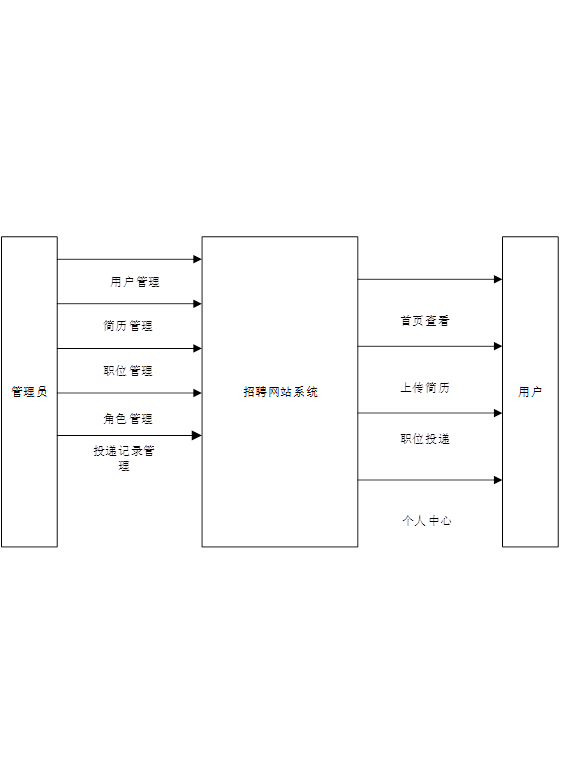 用户管理
首页查看
简历管理
职位管理
上传简历
管理员
招聘网站系统
用户
角色管理
职位投递
投递记录管
理
个人中心